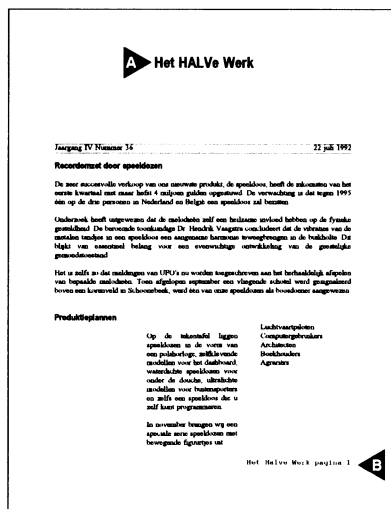 A Het HALVe Werk
Jaargang IV Nummer 36 22 juli 1992
Recordomzet door speeldozen
De zeer succesvolle verkoop van ons nieuwste produkt, de speeldoos, heeft de inkomsten van het
eerste kwartaal met maar liefst 4 miljoen gulden opgestuwd. De verwachting is dat tegen 1995
één op de drie personen in Nederland en België een speeldoos zal bezitten.
Onderzoek heeft uitgewezen dat de melodieën zelf een heilzame invloed hebben op de fysieke
gesteldheid. De beroemde toonkundige Dr. Hendrik Vaagstra concludeert dat de vibraties van de
metalen tandjes in een speeldoos een aangename harmonie teweegbrengen in de buikholte. Dit
blijkt van essentieel belang voor een evenwichtige ontwikkeling van de geestelijke
gemoedstoestand.
Het is zelfs zo dat meldingen van UFO's nu worden toegeschreven aan het herhaaldelijk afspelen
van bepaalde melodieën. Toen afgelopen september een vliegende schotel werd gesignaleerd
boven een korenveld in Schoonebeek, werd één van onze speeldozen als boosdoener aangewezen.
Produktieplannen
Op de tekentafel liggen
speeldozen in de vorm van
een polshorloge, zelfklevende
modellen voor het dashboard,
waterdichte speeldozen voor
onder de douche, ultralichte
modellen voor buitensporters
en zelfs een speeldoos die u
zelf kunt programmeren.
In november brengen wij een
speciale serie speeldozen met
bewegende figuurtjes uit:
Luchtvaartpiloten
Computergebruikers
Architecten
Boekhouders
Agrariërs
Het Halve Werk pagina 1 B